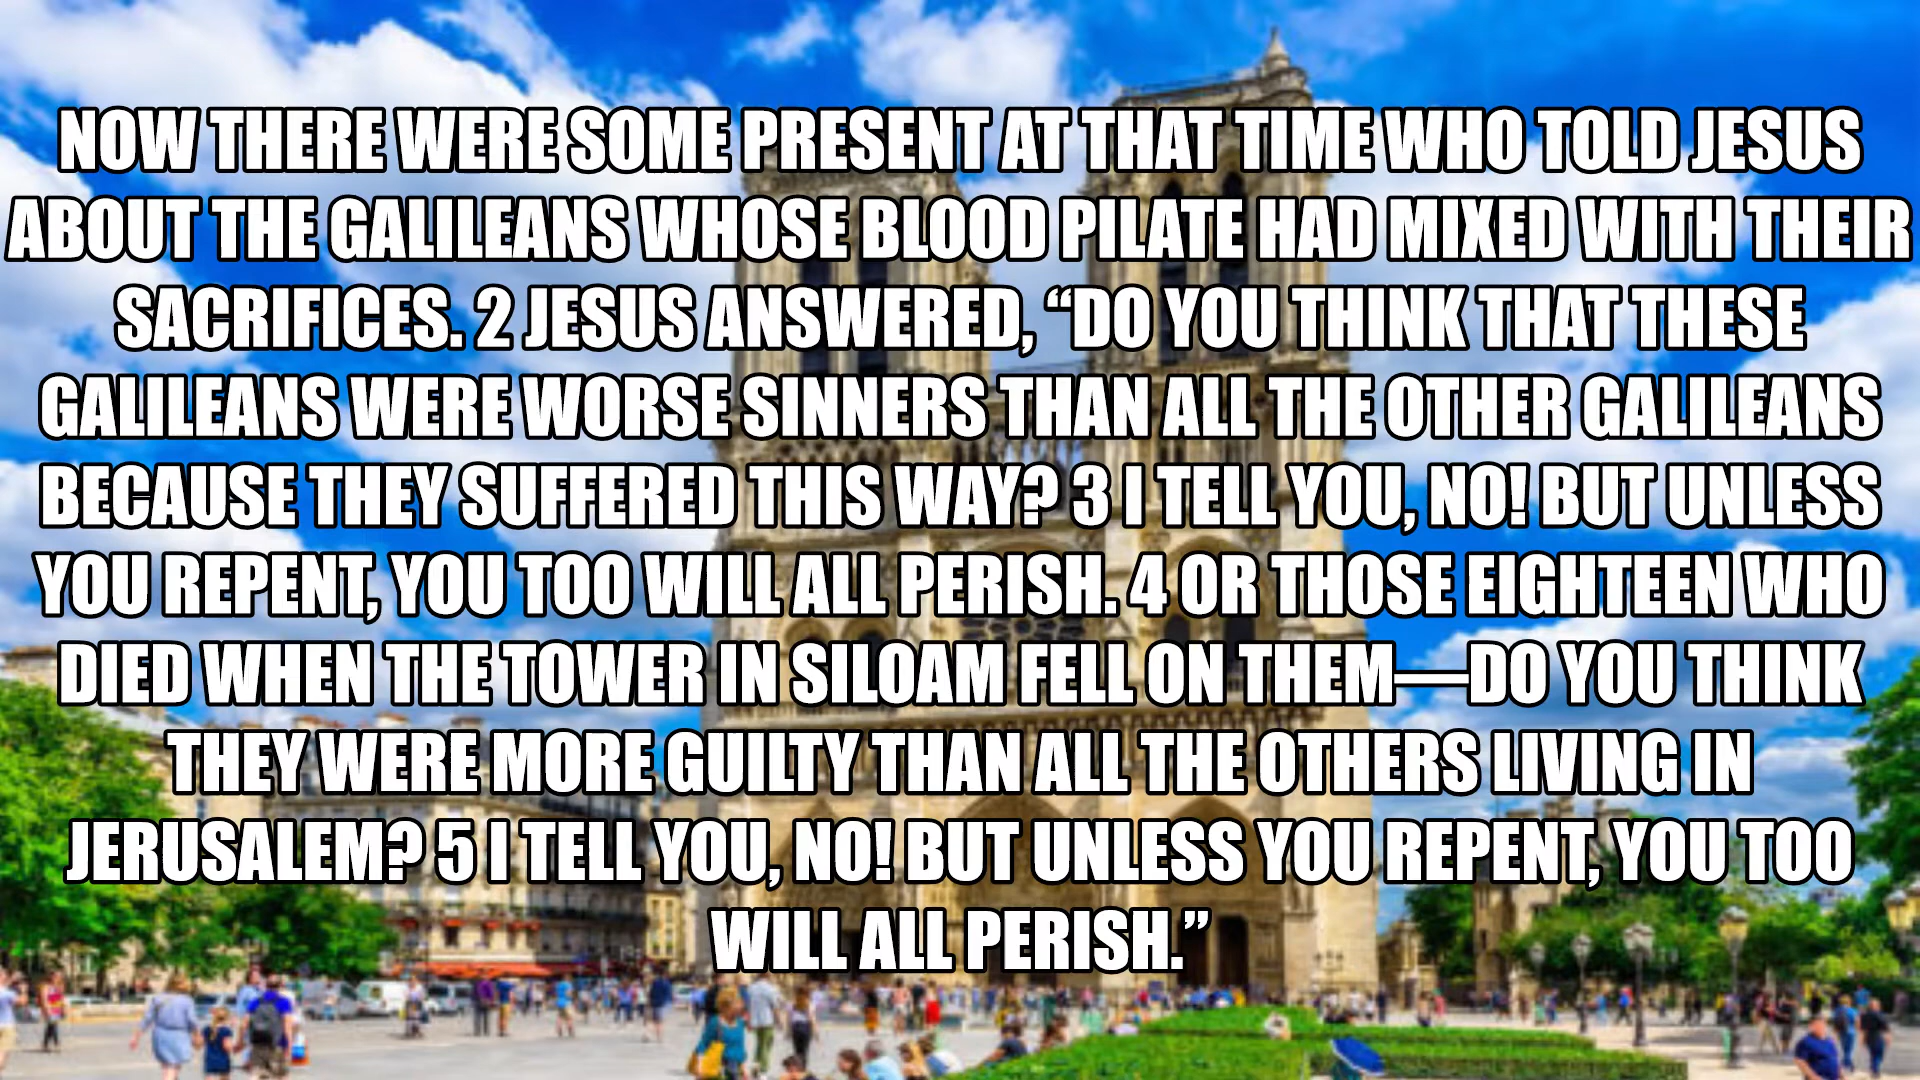 NOW THERE WERE SOME PRESENT AT THAT TIME WHO TOLD JESUS
ABOUT THE GALILEANS WHOSE BLOOD PILATE HAD MIXED WITH THEIR
SACRIFICES. 2 JESUS ANSWERED, “DO YOU THINK THAT THESE
GALILEANS WERE WORSE SINNERS THAN ALL THE OTHER GALILEANS
BECAUSE THEY SUFFERED THIS WAY? 3 I TELL YOU, NO! BUT UNLESS
YOU REPENT, YOU TOO WILL ALL PERISH. 4 OR THOSE EIGHTEEN WHO
DIED WHEN THE TOWER IN SILOAM FELL ON THEM—DO YOU THINK
THEY WERE MORE GUILTY THAN ALL THE OTHERS LIVING IN
JERUSALEM? 5 I TELL YOU, NO! BUT UNLESS YOU REPENT, YOU TOO
WILL ALL PERISH.”